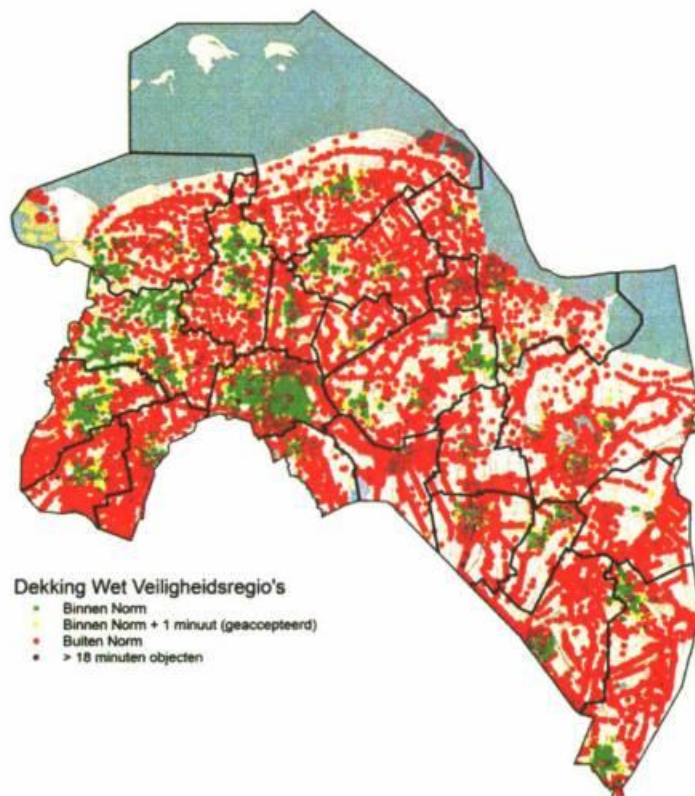 Dekking Wet Veiligheidsregio's
Binnen Norm
Binnen Norm + 1 minuut (geaccepteerd)
Buiten Norm
> 18 minuten objecten